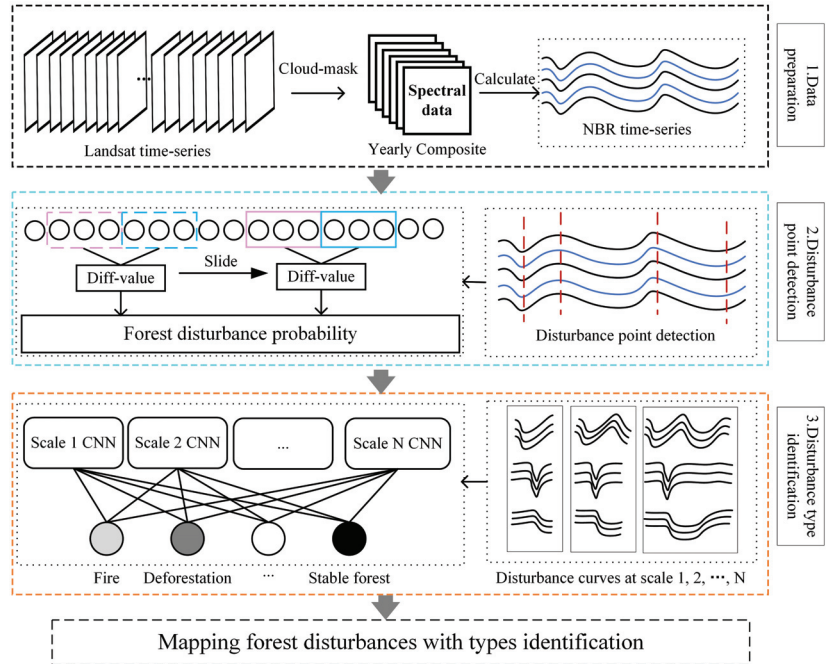 ...
Cloud-mask
Spectral
data
Calculate
Landsat time-series
Yearly Composite
NBR time-series
1.Data
preparation
Diff-value
Slide
Diff-value
Forest disturbance probability
Disturbance point detection
2.Disturbance
point detection
Scale 1 CNN
Scale 2 CNN
...
Scale N CNN
Fire
Deforestation
...
Stable forest
Disturbance curves at scale 1, 2, ···, N
3.Disturbance type
identification
Mapping forest disturbances with types identification